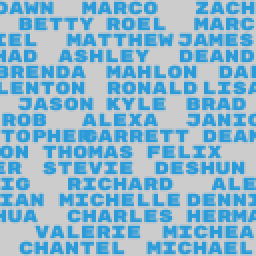 DAWN MARCO ZACH
BETTY ROEL MARC
IEL MATTHEW JAMES
HAD ASHLEY DEAND
BRENDA MAHLON DAI
LENTON RONALD LISA
JASON KYLE BRAD
ROB ALEXA JANIC
TOPHER GARRETT DEAN
ON THOMAS FELIX
ER STEVIE DESHUN
IG RICHARD ALE
IAN MICHELLE DENNI
HUA CHARLES HERMA
VALERIE MICHEA
CHANTEL MICHAEL